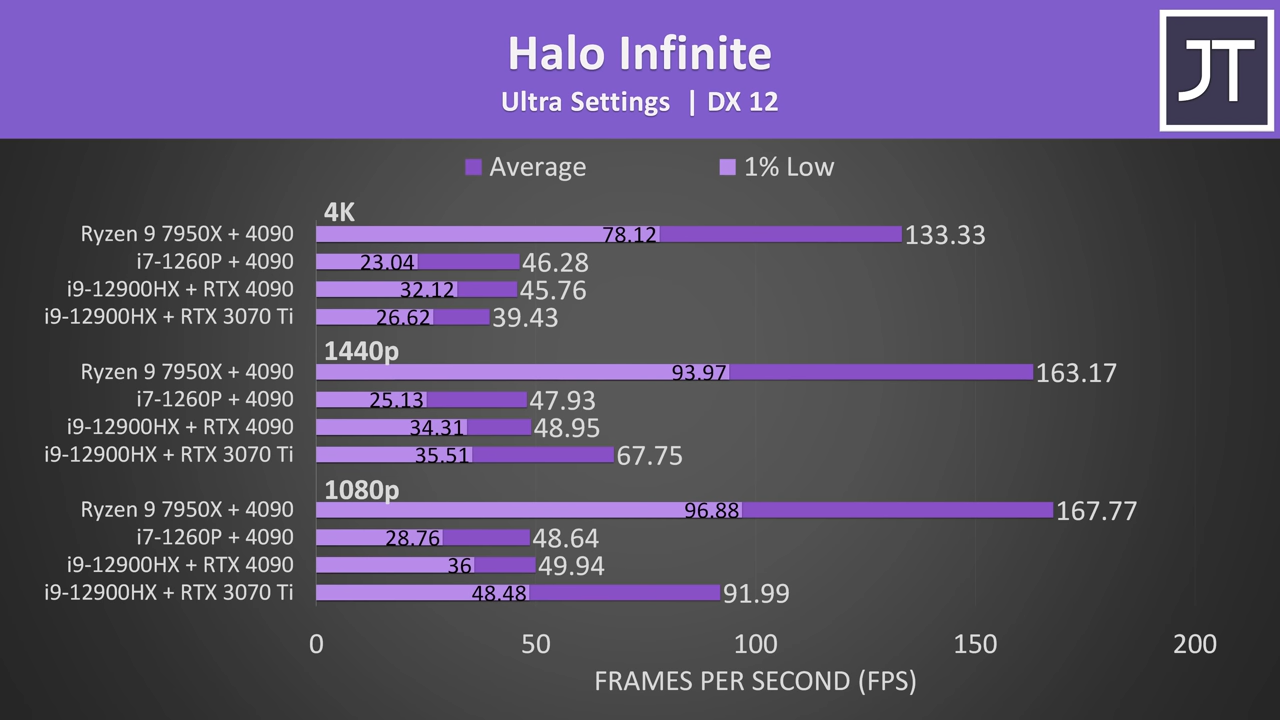 Halo Infinite
JT
Ultra Settings | DX 12
Average 1% Low
4K
Ryzen 9 7950X + 4090 78.12 133.33
i7-1260P + 4090 23.04 46.28
i9-12900HX + RTX 4090 32.12 45.76
i9-12900HX + RTX 3070 Ti 26.62 39.43
1440p
Ryzen 9 7950X + 4090 93.97 163.17
i7-1260P + 4090 25.13 47.93
i9-12900HX + RTX 4090 34.31 48.95
i9-12900HX + RTX 3070 Ti 35.51 67.75
1080p
Ryzen 9 7950X + 4090 96.88 167.77
i7-1260P + 4090 28.76 48.64
i9-12900HX + RTX 4090 36 49.94
i9-12900HX + RTX 3070 Ti 48.48 91.99
0 50 100 150 200
FRAMES PER SECOND (FPS)